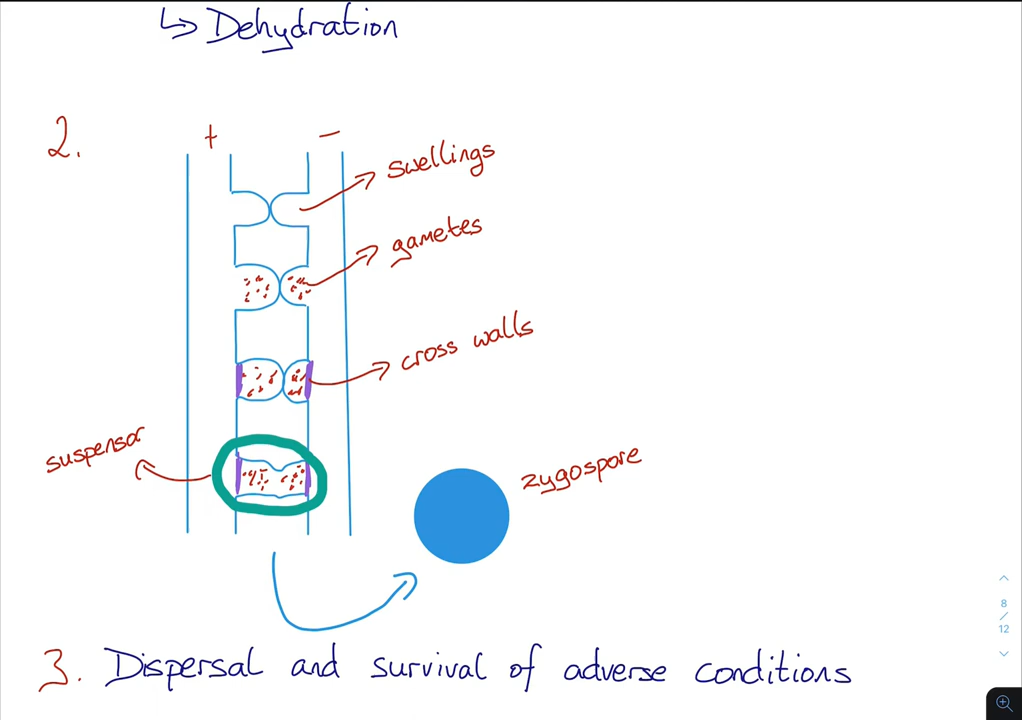 ↳ Dehydration
2.
+ −
swellings
gametes
cross walls
suspensor
zygospore
8
/
12
3. Dispersal and survival of adverse conditions